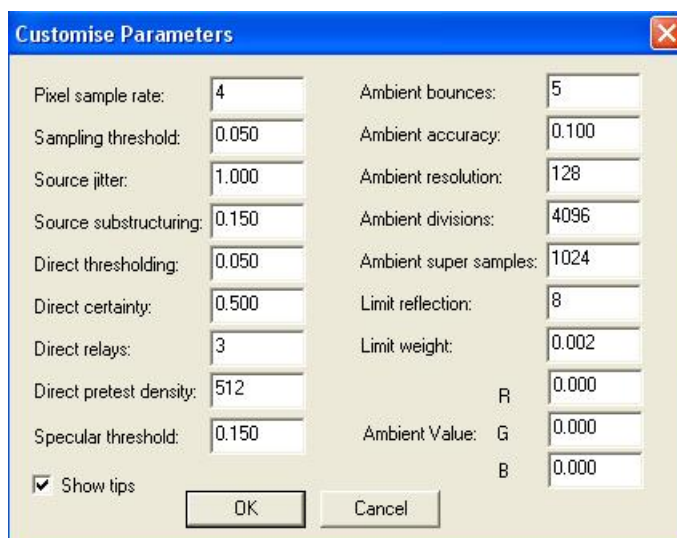 Customise Parameters
Pixel sample rate: 4
Sampling threshold: 0.050
Source jitter: 1.000
Source substructuring: 0.150
Direct thresholding: 0.050
Direct certainty: 0.500
Direct relays: 3
Direct pretest density: 512
Specular threshold: 0.150
Show tips
Ambient bounces: 5
Ambient accuracy: 0.100
Ambient resolution: 128
Ambient divisions: 4096
Ambient super samples: 1024
Limit reflection: 8
Limit weight: 0.002
R 0.000
Ambient Value: G 0.000
B 0.000
OK Cancel